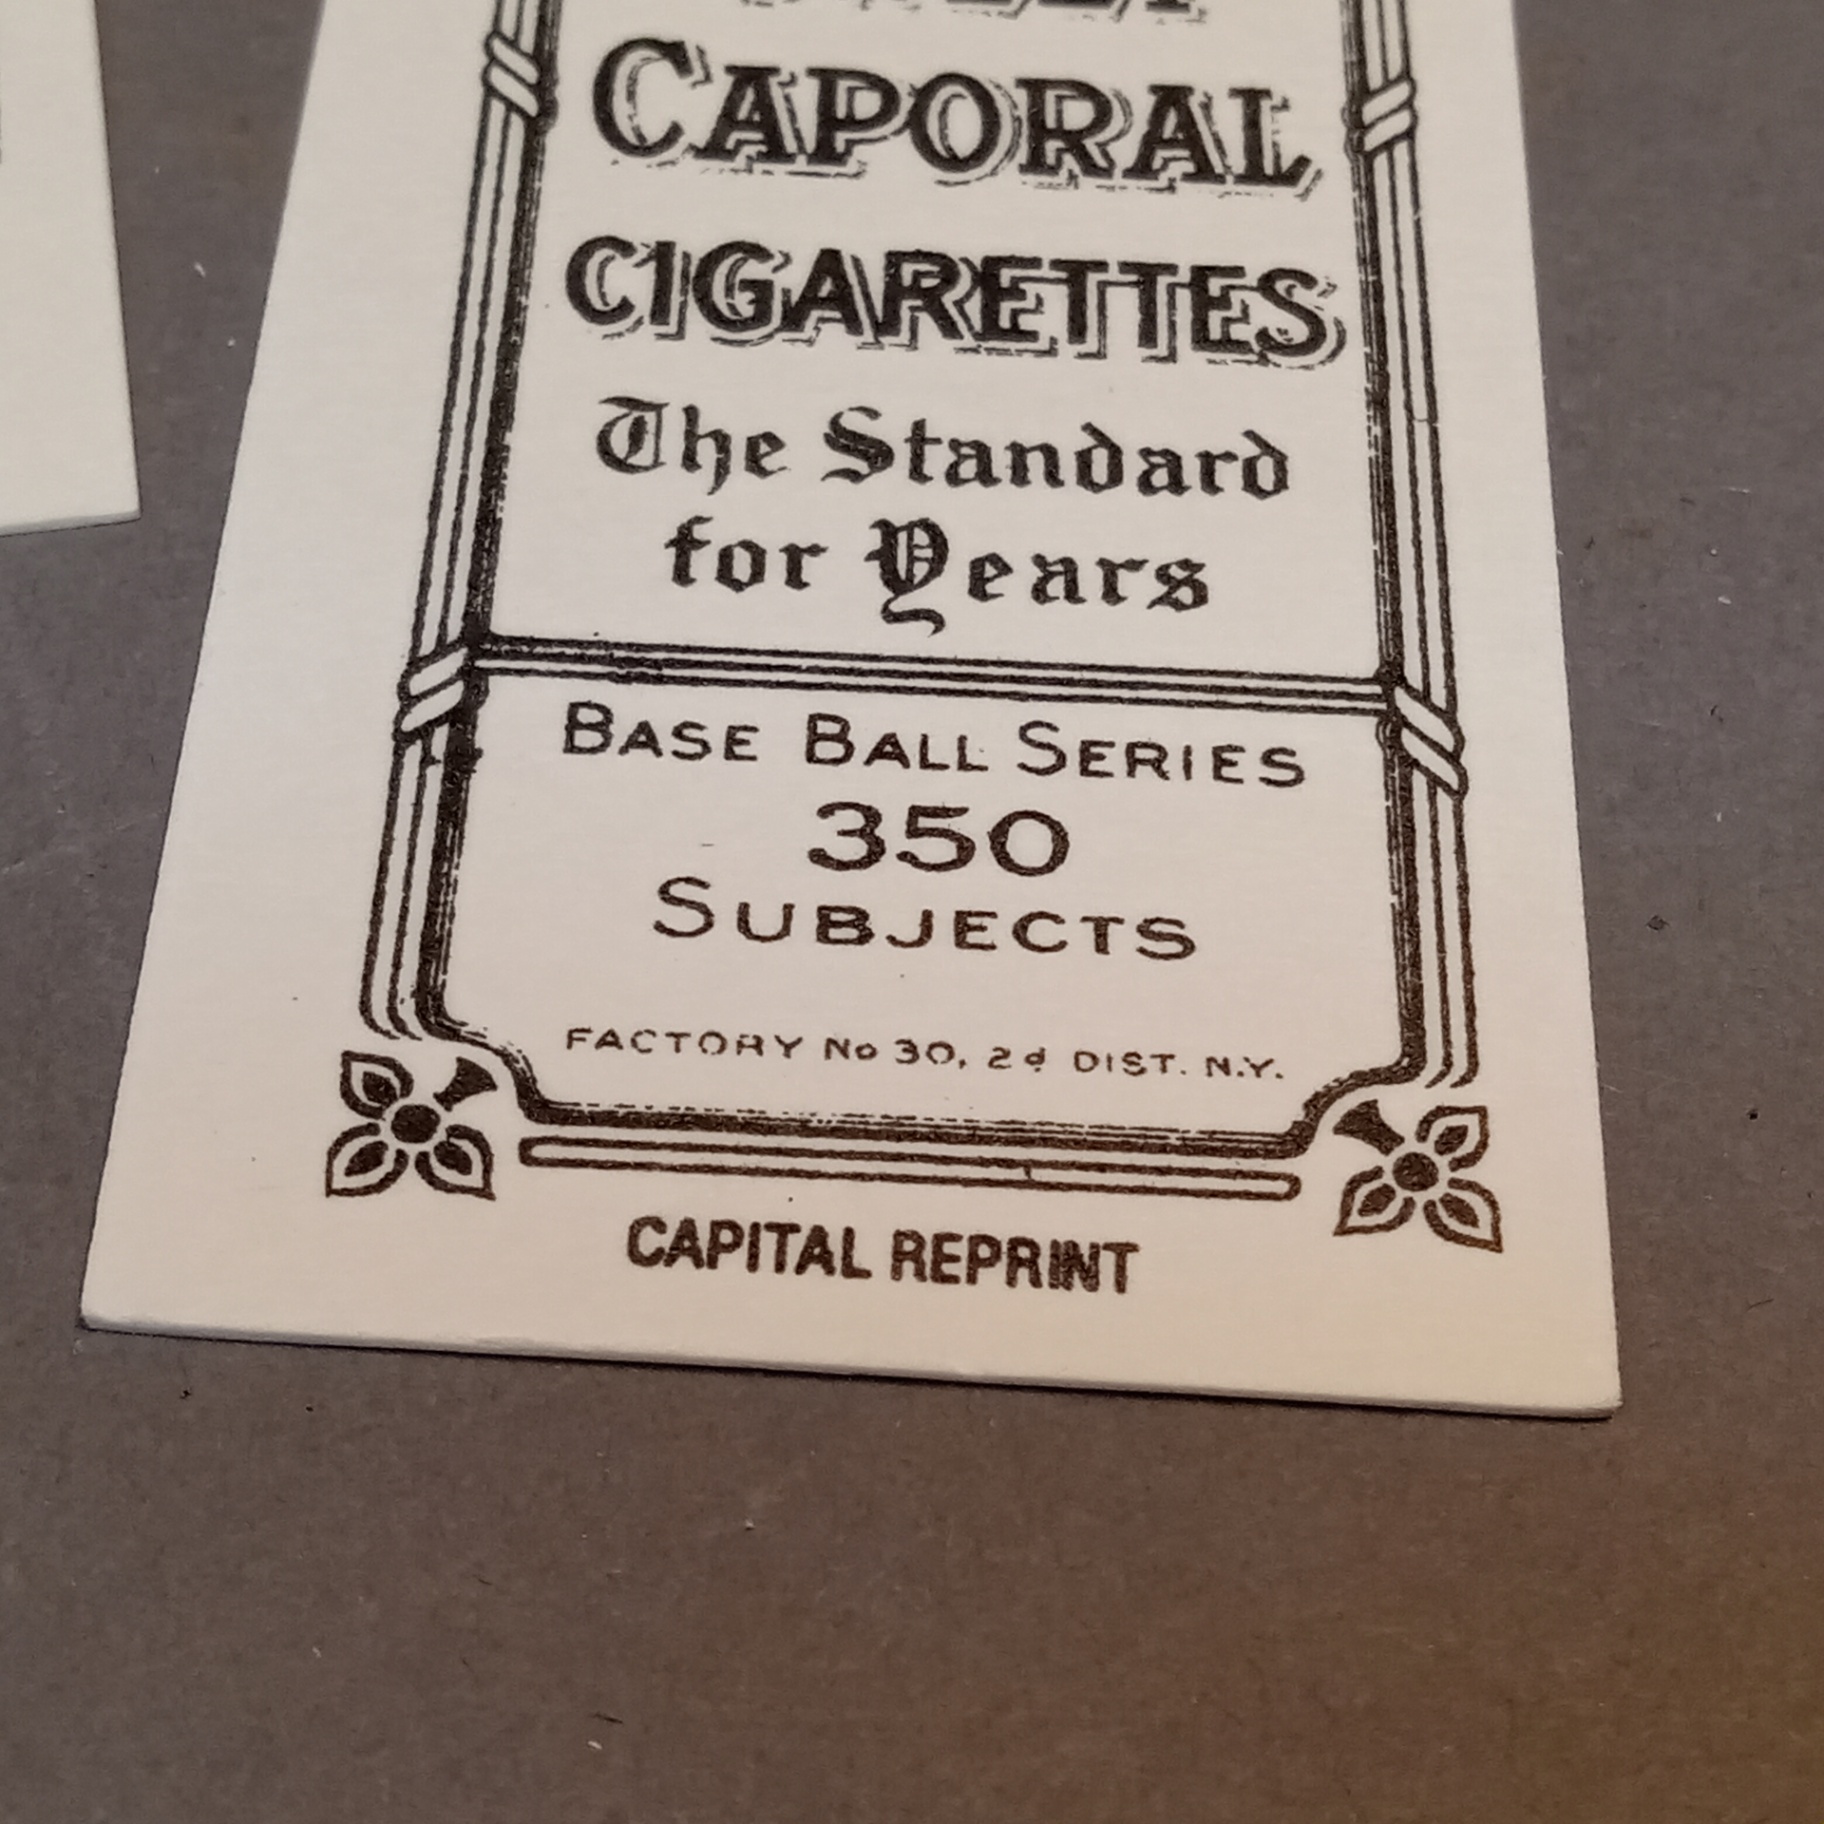 CAPORAL
CIGARETTES
The Standard
for Years
BASE BALL SERIES
350
SUBJECTS
FACTORY No 30, 2d DIST. N.Y.
CAPITAL REPRINT